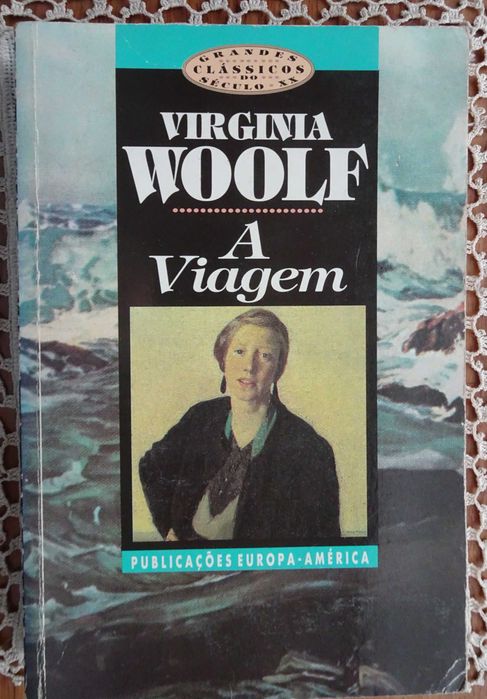 GRANDES
CLÁSSICOS
DO
SÉCULO - XX
VIRGINIA
WOOLF
A
Viagem
PUBLICAÇÕES EUROPA-AMÉRICA